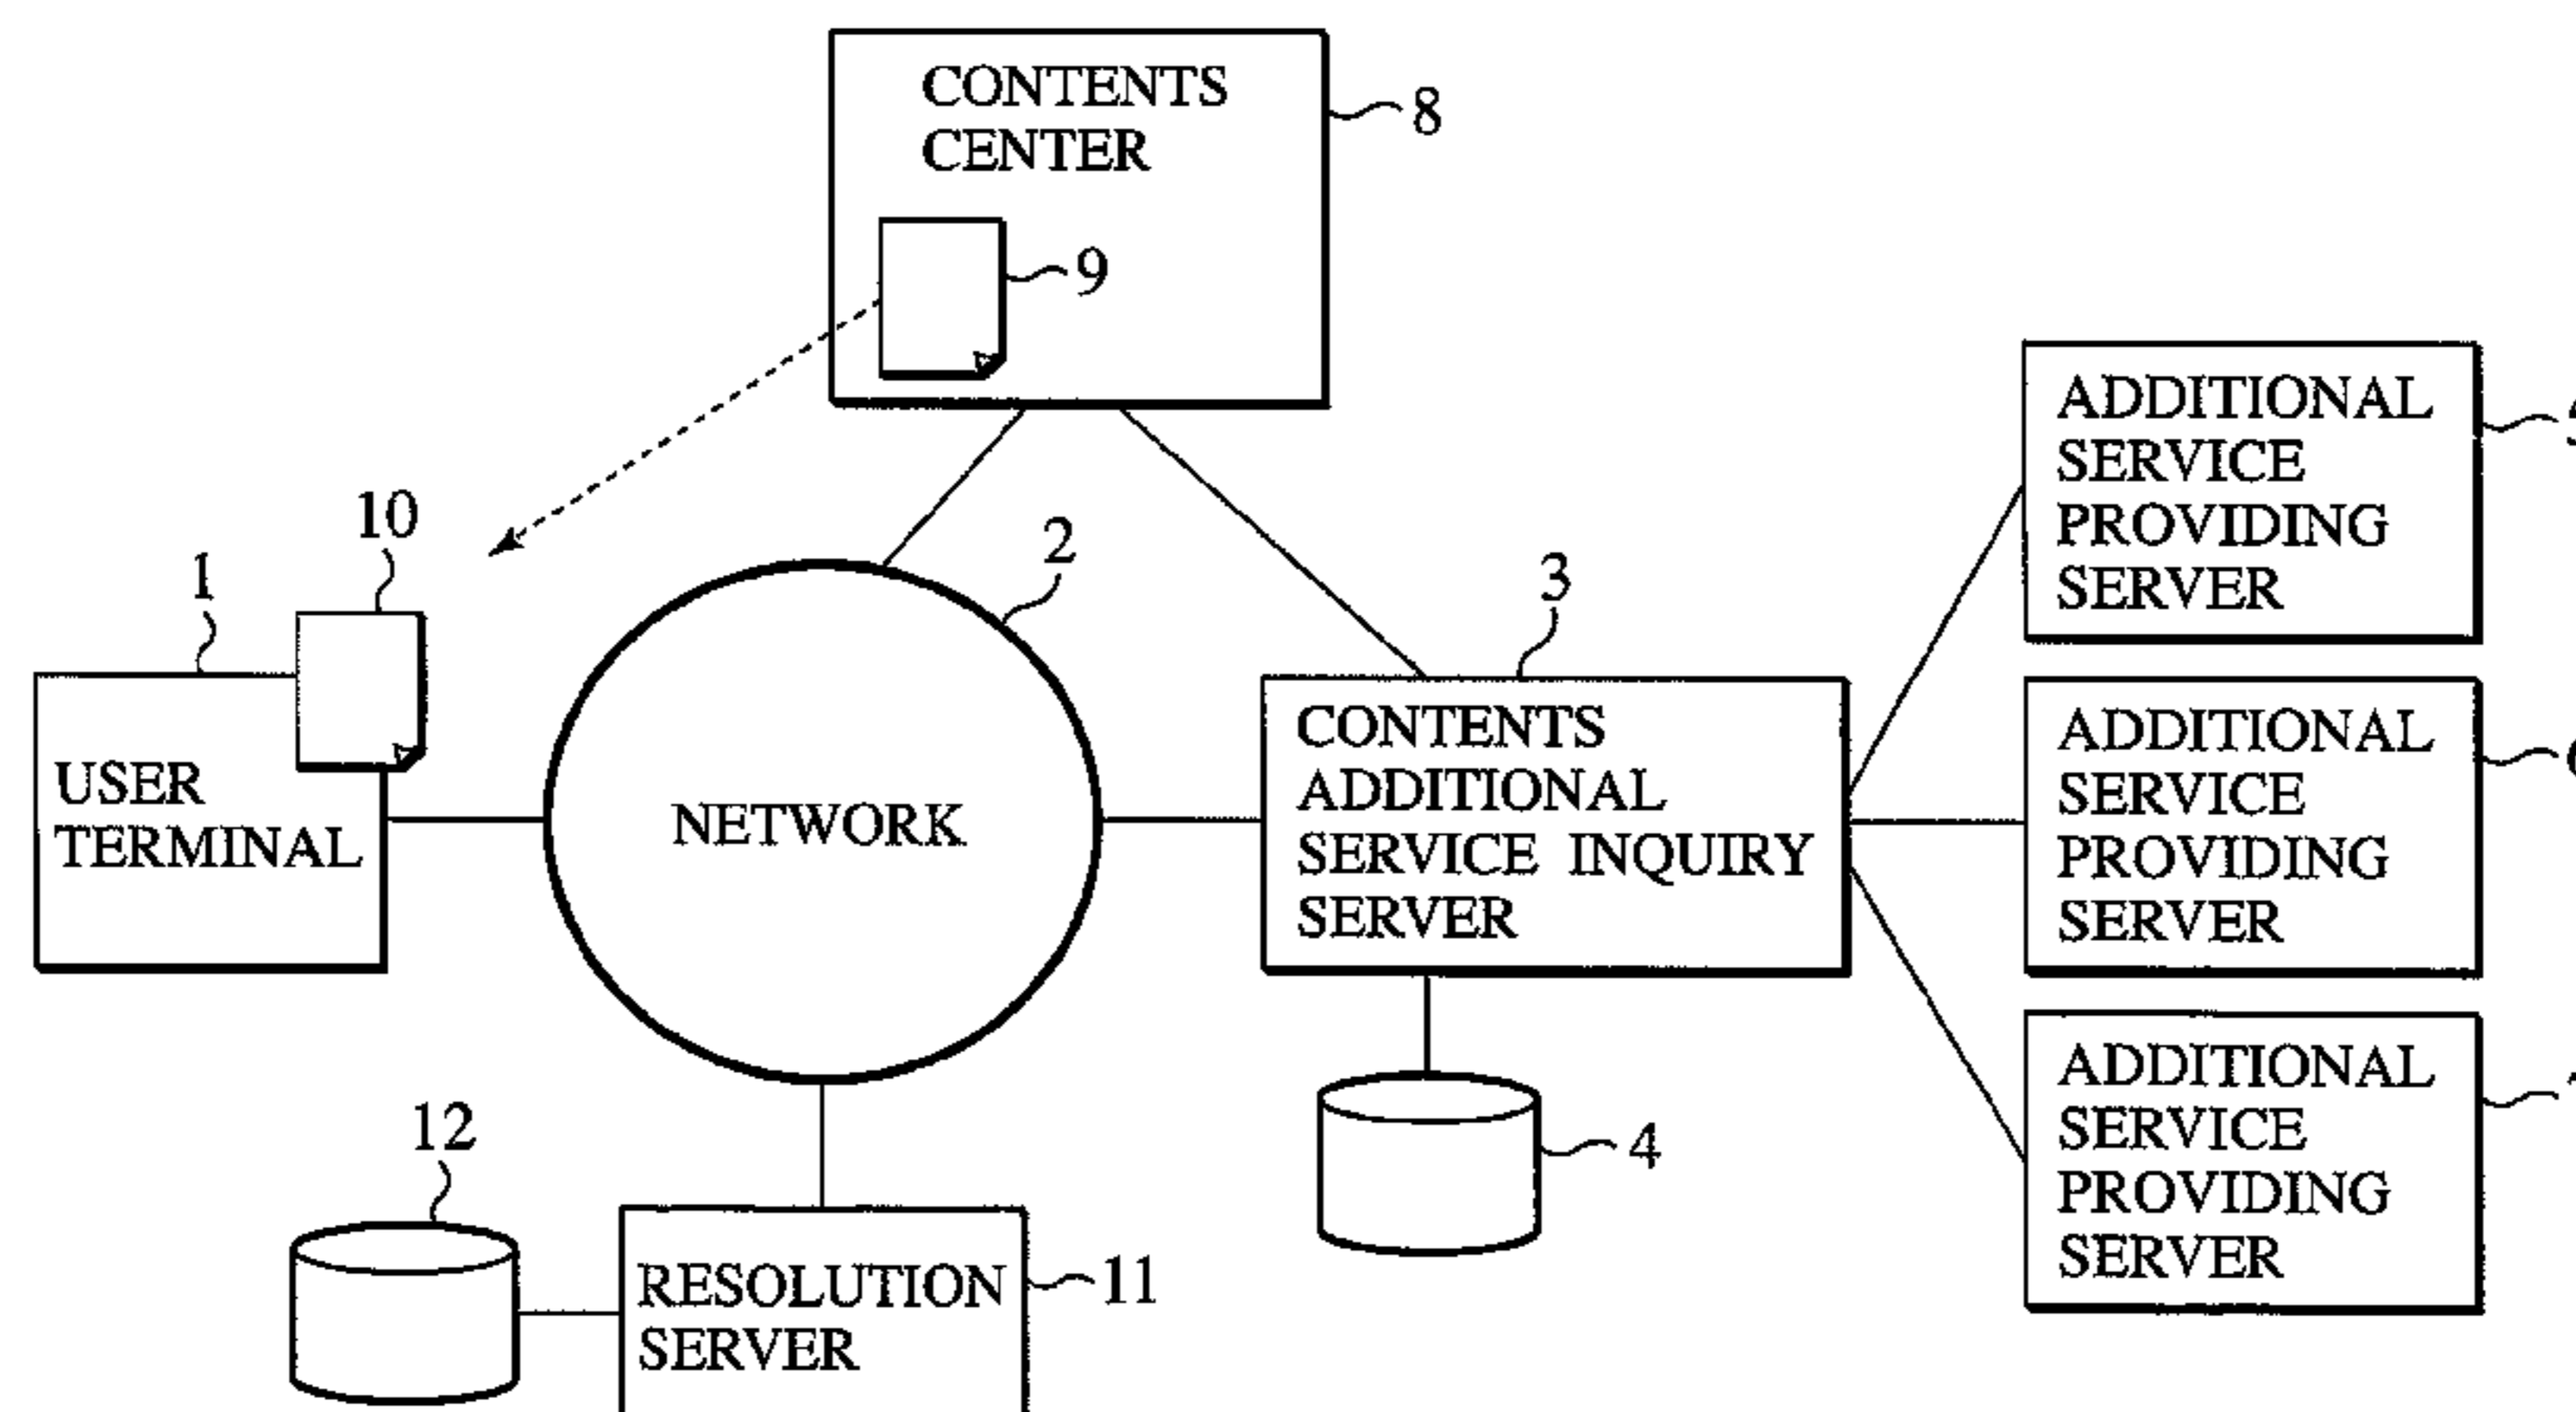 CONTENTS
CENTER
8
9
10
1
USER
TERMINAL
2
NETWORK
3
CONTENTS
ADDITIONAL
SERVICE INQUIRY
SERVER
4
ADDITIONAL
SERVICE
PROVIDING
SERVER
ADDITIONAL
SERVICE
PROVIDING
SERVER
ADDITIONAL
SERVICE
PROVIDING
SERVER
12
RESOLUTION
SERVER
11